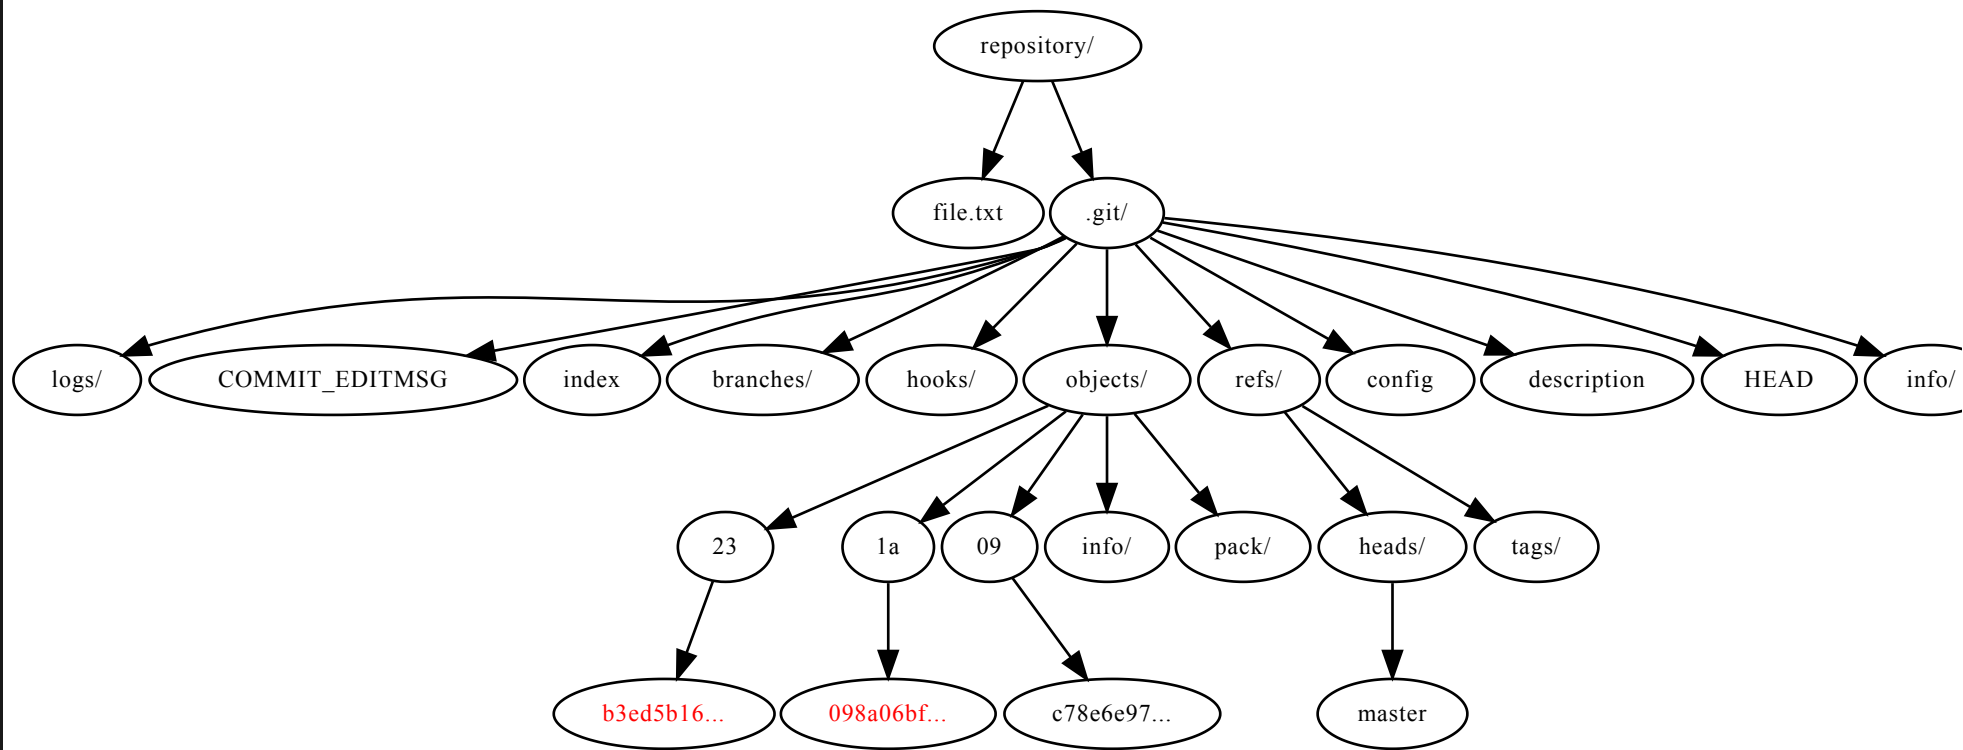 repository/
file.txt
.git/
logs/
COMMIT_EDITMSG
index
branches/
hooks/
objects/
refs/
config
description
HEAD
info/
23
1a
09
info/
pack/
heads/
tags/
b3ed5b16...
098a06bf...
c78e6e97...
master